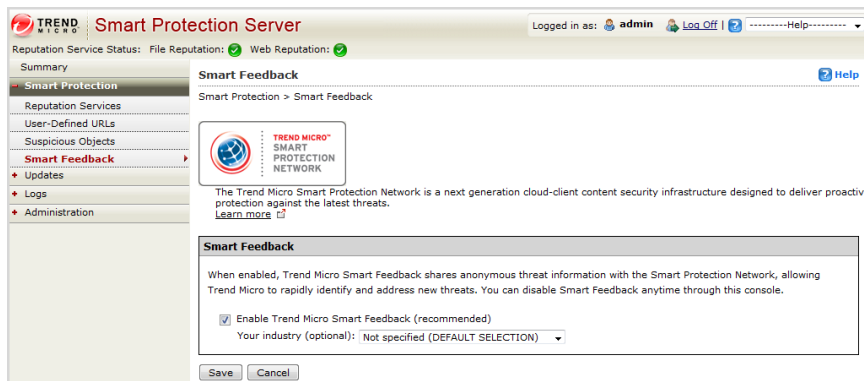 TREND MICRO Smart Protection Server
Logged in as: admin Log Off | ? ---------Help---------
Reputation Service Status: File Reputation: Web Reputation:
Summary
Smart Protection
Reputation Services
User-Defined URLs
Suspicious Objects
Smart Feedback
+ Updates
+ Logs
+ Administration
Smart Feedback
? Help
Smart Protection > Smart Feedback
TREND MICRO™
SMART
PROTECTION
NETWORK
The Trend Micro Smart Protection Network is a next generation cloud-client content security infrastructure designed to deliver proactiv
protection against the latest threats.
Learn more
Smart Feedback
When enabled, Trend Micro Smart Feedback shares anonymous threat information with the Smart Protection Network, allowing
Trend Micro to rapidly identify and address new threats. You can disable Smart Feedback anytime through this console.
Enable Trend Micro Smart Feedback (recommended)
Your industry (optional): Not specified (DEFAULT SELECTION)
Save Cancel